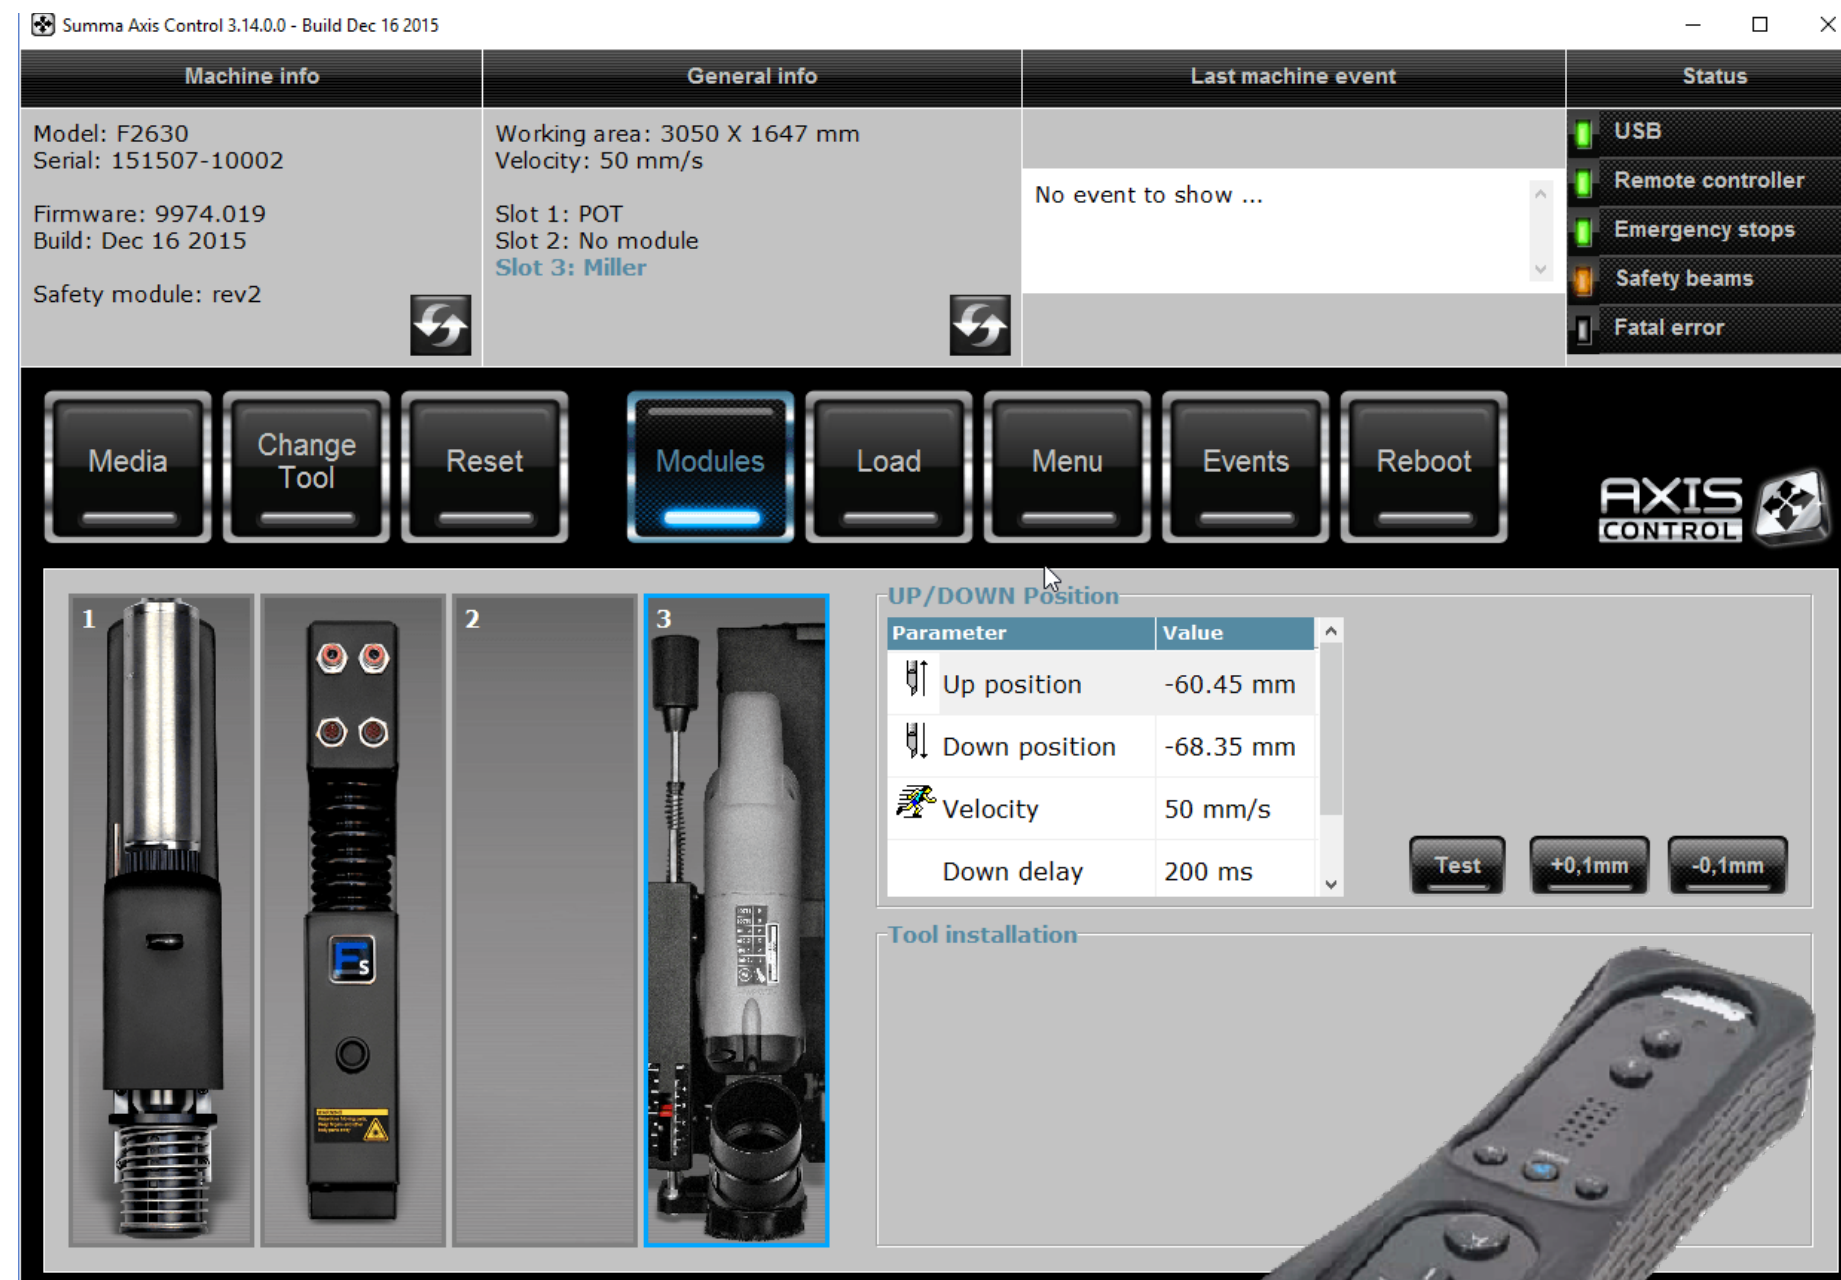 Summa Axis Control 3.14.0.0 - Build Dec 16 2015
Machine info
General info
Last machine event
Status
Model: F2630
Serial: 151507-10002
Firmware: 9974.019
Build: Dec 16 2015
Safety module: rev2
Working area: 3050 X 1647 mm
Velocity: 50 mm/s
Slot 1: POT
Slot 2: No module
Slot 3: Miller
No event to show ...
USB
Remote controller
Emergency stops
Safety beams
Fatal error
Media
Change
Tool
Reset
Modules
Load
Menu
Events
Reboot
AXIS
CONTROL
1
2
3
Fs
UP/DOWN Position
Parameter Value
Up position -60.45 mm
Down position -68.35 mm
Velocity 50 mm/s
Down delay 200 ms
Test
+0,1mm
-0,1mm
Tool installation